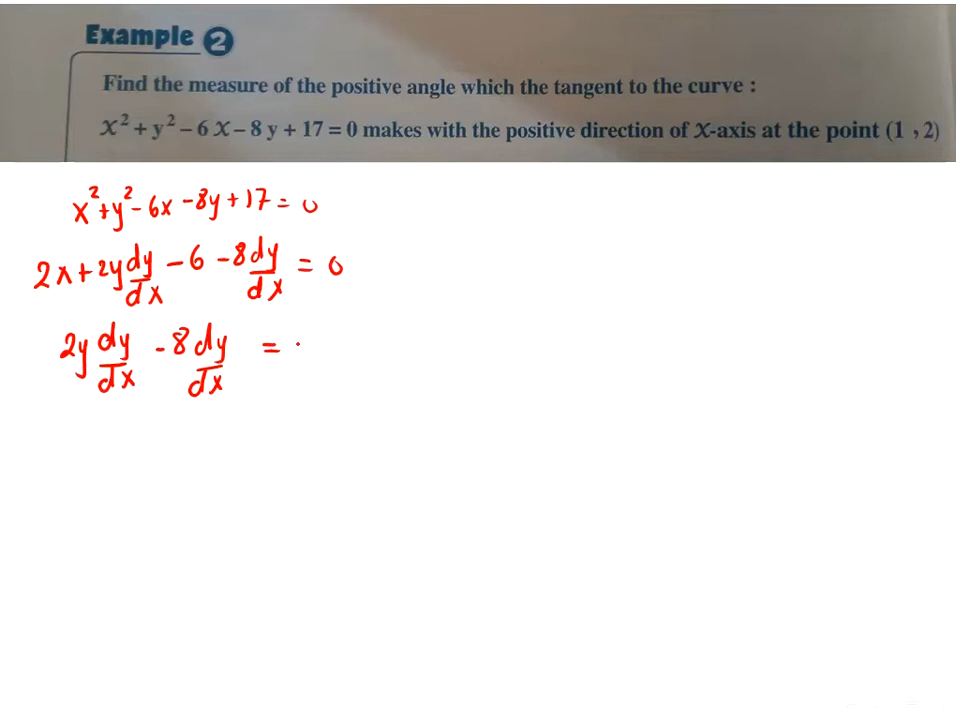 Example 2
Find the measure of the positive angle which the tangent to the curve :
x² + y² – 6 x – 8 y + 17 = 0 makes with the positive direction of x-axis at the point (1 , 2)
x² + y² - 6x - 8y + 17 = 0
2x + 2y dy/dx - 6 - 8 dy/dx = 0
2y dy/dx - 8 dy/dx =